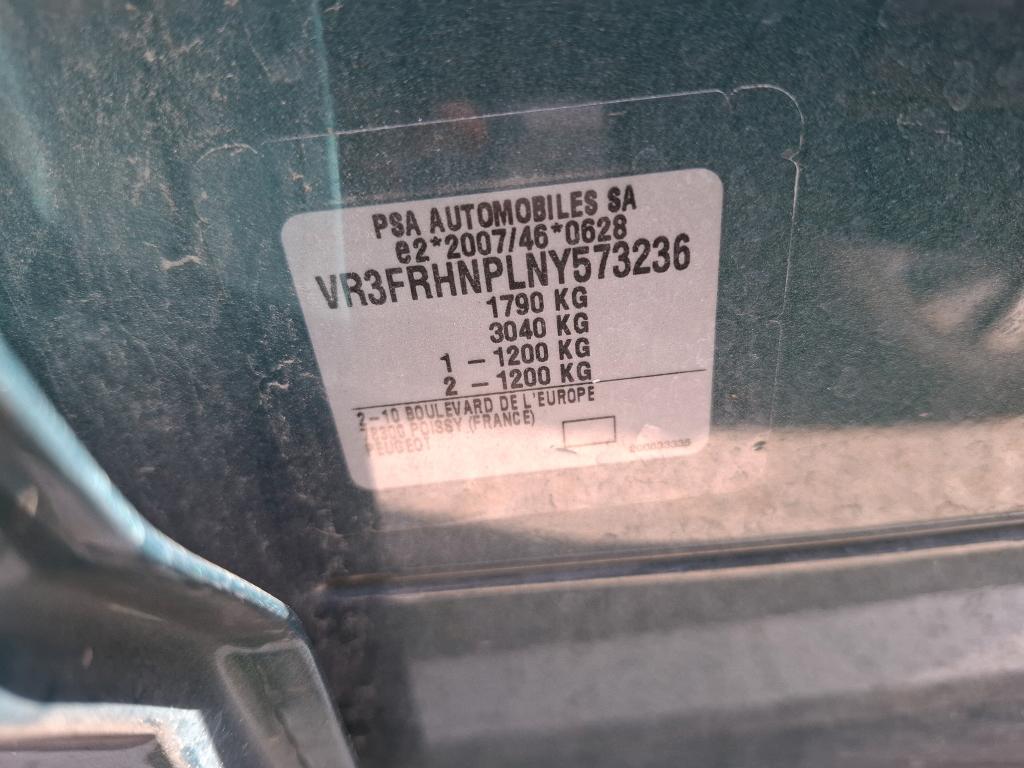 PSA AUTOMOBILES SA
e2*2007/46*0628
VR3FRHNPLNY573236
1790 KG
3040 KG
1 – 1200 KG
2 – 1200 KG
2–10 BOULEVARD DE L'EUROPE
POISSY (FRANCE)
PEUGEOT